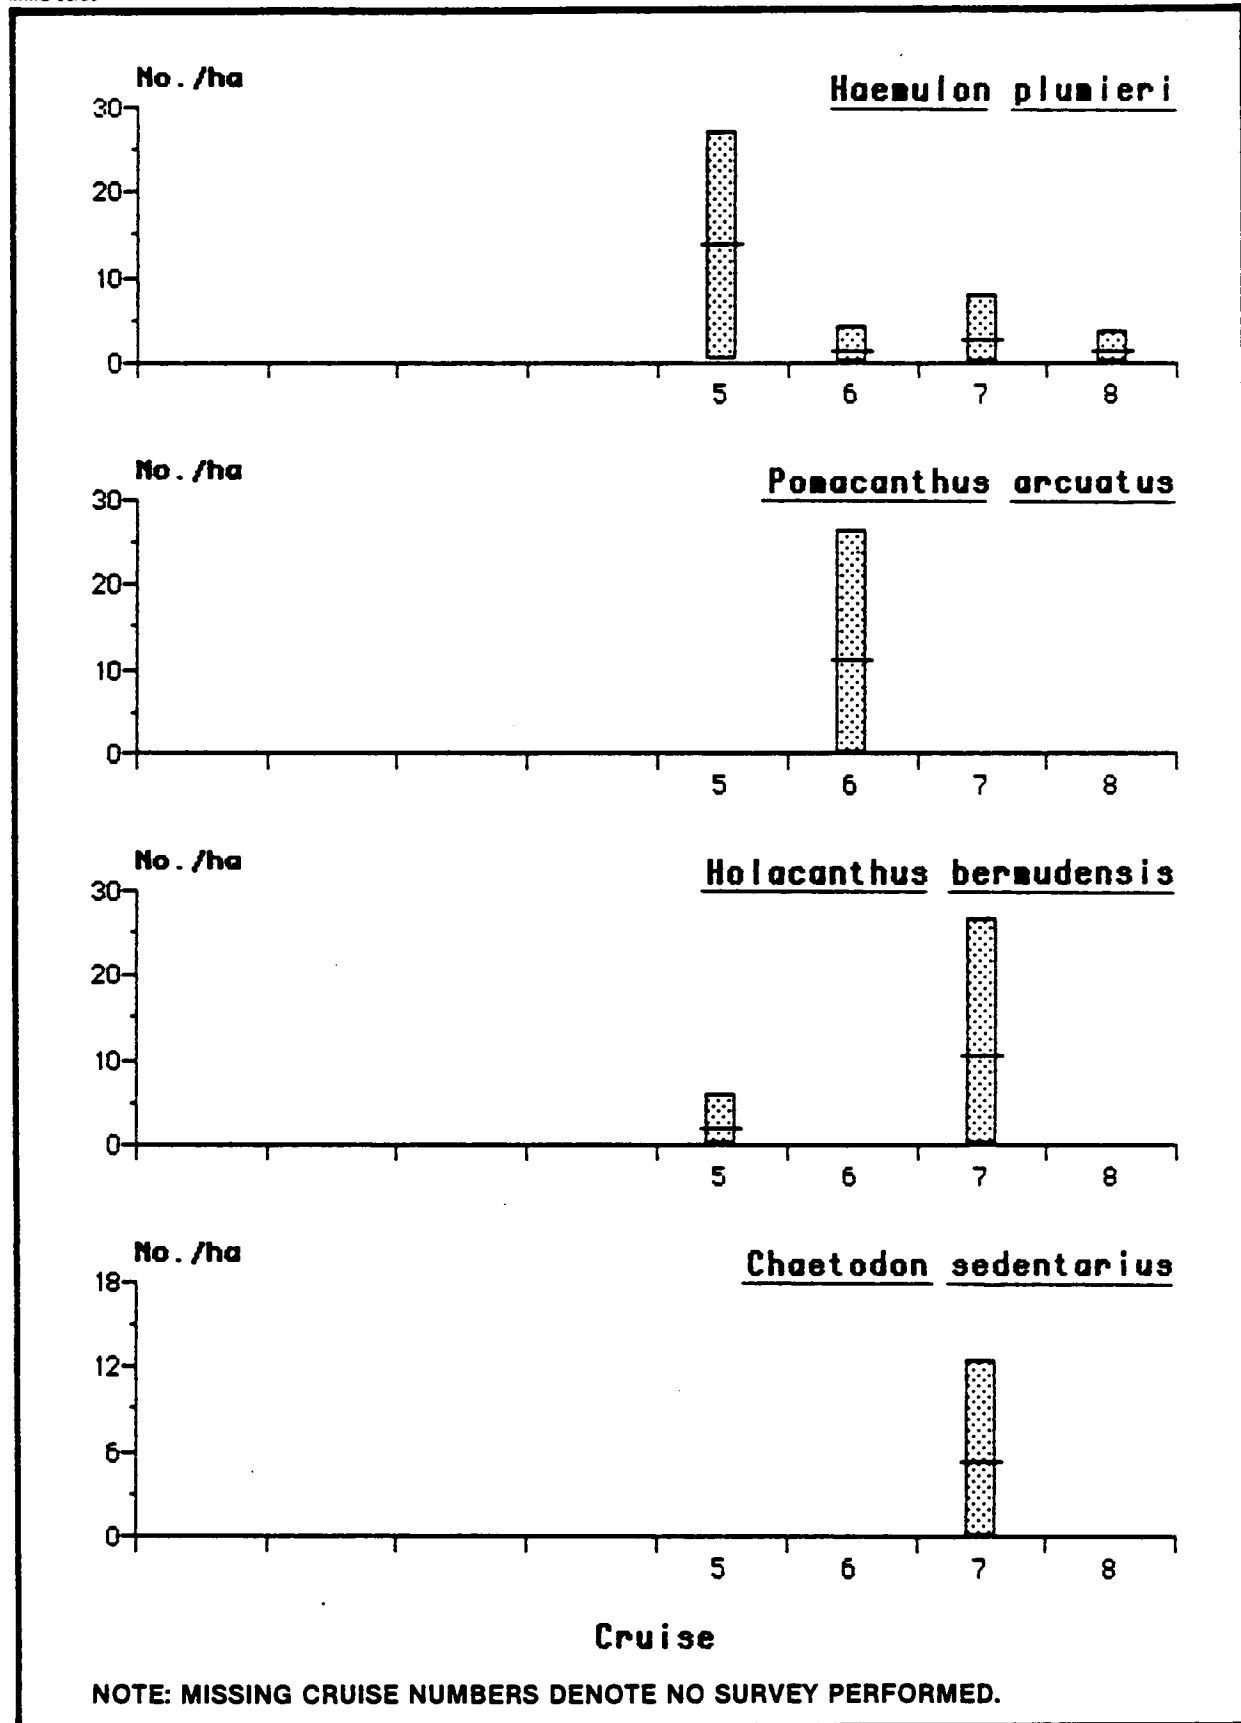 No./ha
Haemulon plumieri
30
20
10
0
5 6 7 8
No./ha
Pomacanthus arcuatus
30
20
10
0
5 6 7 8
No./ha
Holacanthus bermudensis
30
20
10
0
5 6 7 8
No./ha
Chaetodon sedentarius
18
12
6
0
5 6 7 8
Cruise
NOTE: MISSING CRUISE NUMBERS DENOTE NO SURVEY PERFORMED.